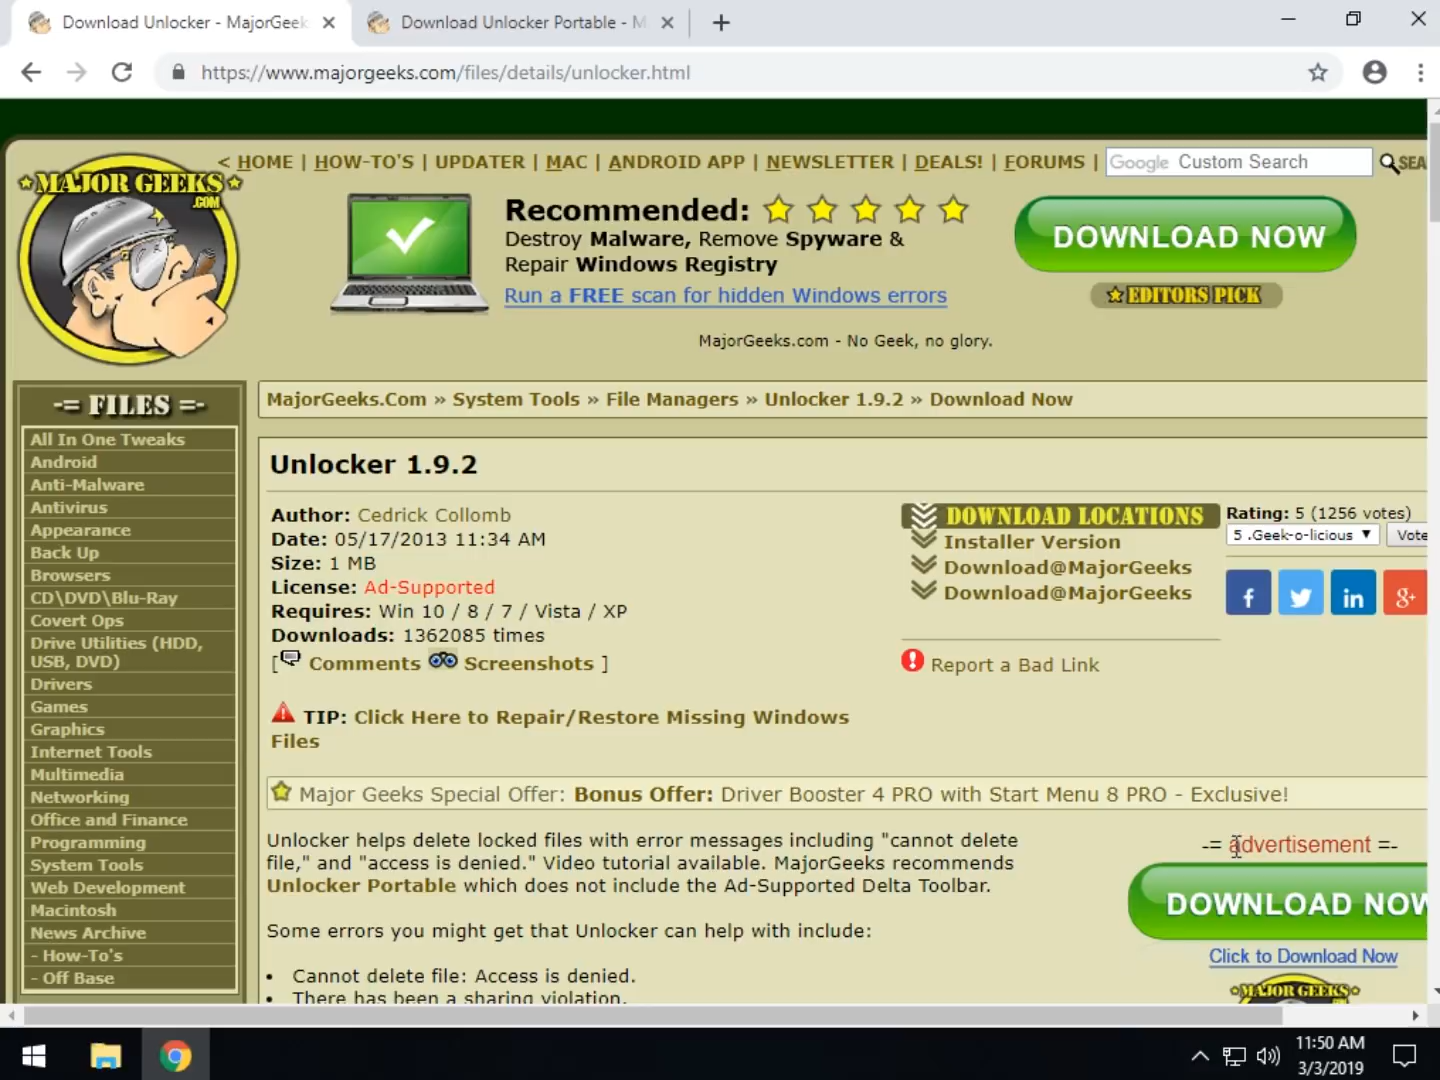 Download Unlocker - MajorGeek
Download Unlocker Portable - M
https://www.majorgeeks.com/files/details/unlocker.html
MAJOR GEEKS
.COM
< HOME | HOW-TO'S | UPDATER | MAC | ANDROID APP | NEWSLETTER | DEALS! | FORUMS |
Google Custom Search
SEA
Recommended:
Destroy Malware, Remove Spyware &
Repair Windows Registry
Run a FREE scan for hidden Windows errors
DOWNLOAD NOW
EDITORS PICK
MajorGeeks.com - No Geek, no glory.
-= FILES =-
All In One Tweaks
Android
Anti-Malware
Antivirus
Appearance
Back Up
Browsers
CD\DVD\Blu-Ray
Covert Ops
Drive Utilities (HDD,
USB, DVD)
Drivers
Games
Graphics
Internet Tools
Multimedia
Networking
Office and Finance
Programming
System Tools
Web Development
Macintosh
News Archive
- How-To's
- Off Base
MajorGeeks.Com » System Tools » File Managers » Unlocker 1.9.2 » Download Now
Unlocker 1.9.2
Author: Cedrick Collomb
Date: 05/17/2013 11:34 AM
Size: 1 MB
License: Ad-Supported
Requires: Win 10 / 8 / 7 / Vista / XP
Downloads: 1362085 times
[ Comments Screenshots ]
DOWNLOAD LOCATIONS
Installer Version
Download@MajorGeeks
Download@MajorGeeks
Report a Bad Link
Rating: 5 (1256 votes)
5 .Geek-o-licious
Vote
f
in
g+
TIP: Click Here to Repair/Restore Missing Windows
Files
Major Geeks Special Offer: Bonus Offer: Driver Booster 4 PRO with Start Menu 8 PRO - Exclusive!
Unlocker helps delete locked files with error messages including "cannot delete
file," and "access is denied." Video tutorial available. MajorGeeks recommends
Unlocker Portable which does not include the Ad-Supported Delta Toolbar.
Some errors you might get that Unlocker can help with include:
• Cannot delete file: Access is denied.
• There has been a sharing violation.
-= advertisement =-
DOWNLOAD NOW
Click to Download Now
MAJOR GEEKS
11:50 AM
3/3/2019